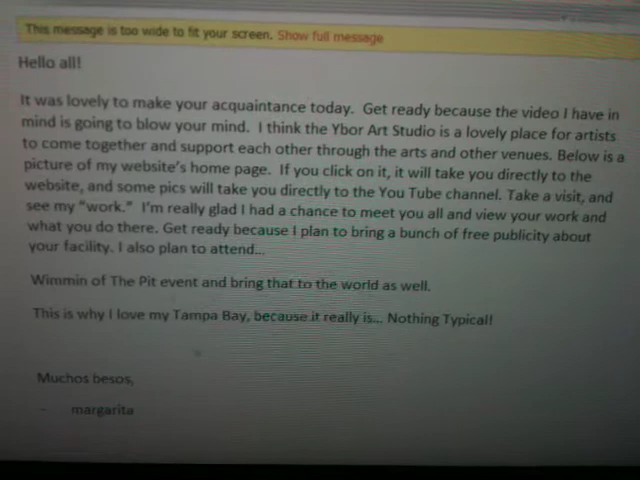 This message is too wide to fit your screen. Show full message
Hello all!
It was lovely to make your acquaintance today. Get ready because the video I have in
mind is going to blow your mind. I think the Ybor Art Studio is a lovely place for artists
to come together and support each other through the arts and other venues. Below is a
picture of my website's home page. If you click on it, it will take you directly to the
website, and some pics will take you directly to the You Tube channel. Take a visit, and
see my "work." I'm really glad I had a chance to meet you all and view your work and
what you do there. Get ready because I plan to bring a bunch of free publicity about
your facility. I also plan to attend...
Wimmin of The Pit event and bring that to the world as well.
This is why I love my Tampa Bay, because it really is... Nothing Typical!
Muchos besos,
- margarita